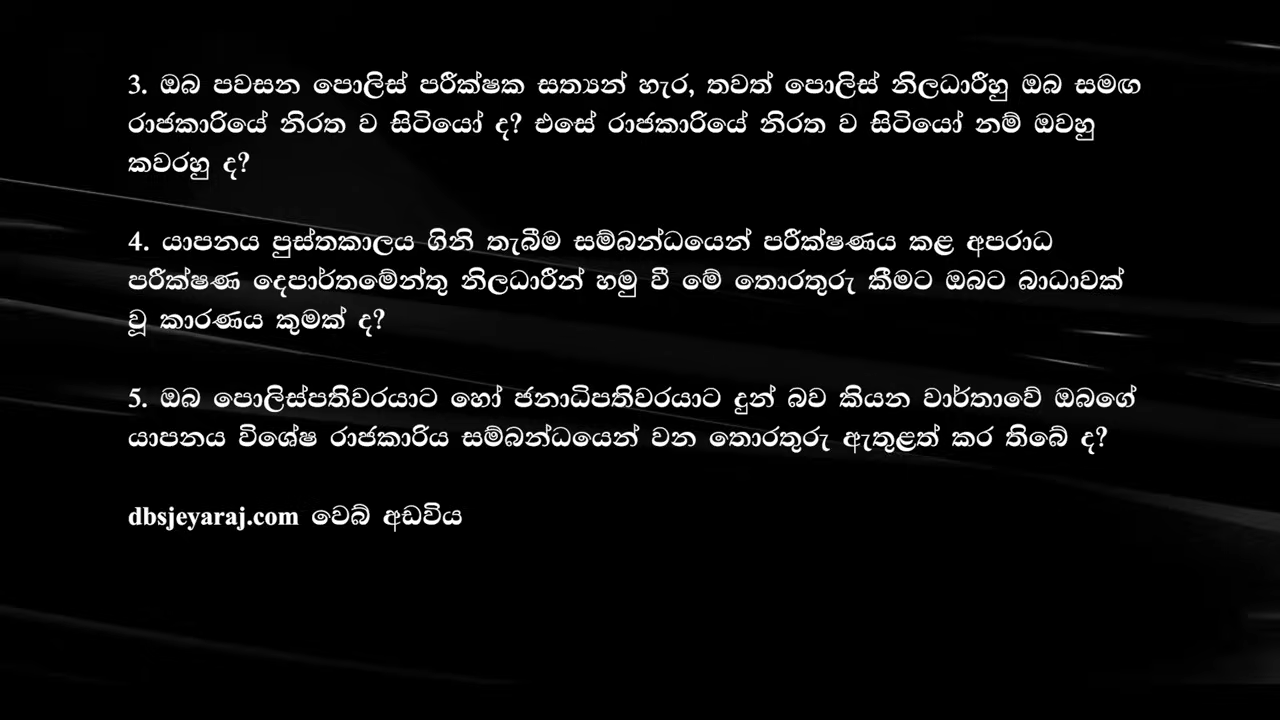 3. ඔබ පවසන පොලිස් පරීක්ෂක සත්‍යන් හැර, තවත් පොලිස් නිලධාරීහු ඔබ සමඟ
රාජකාරියේ නිරත ව සිටියෝ ද? එසේ රාජකාරියේ නිරත ව සිටියෝ නම් ඔවහු
කවරහු ද?
4. යාපනය පුස්තකාලය ගිනි තැබීම සම්බන්ධයෙන් පරීක්ෂණය කළ අපරාධ
පරීක්ෂණ දෙපාර්තමේන්තු නිලධාරීන් හමු වී මේ තොරතුරු කීමට ඔබට බාධාවක්
වූ කාරණය කුමක් ද?
5. ඔබ පොලිස්පතිවරයාට හෝ ජනාධිපතිවරයාට දුන් බව කියන වාර්තාවේ ඔබගේ
යාපනය විශේෂ රාජකාරිය සම්බන්ධයෙන් වන තොරතුරු ඇතුළත් කර තිබේ ද?
dbsjeyaraj.com වෙබ් අඩවිය